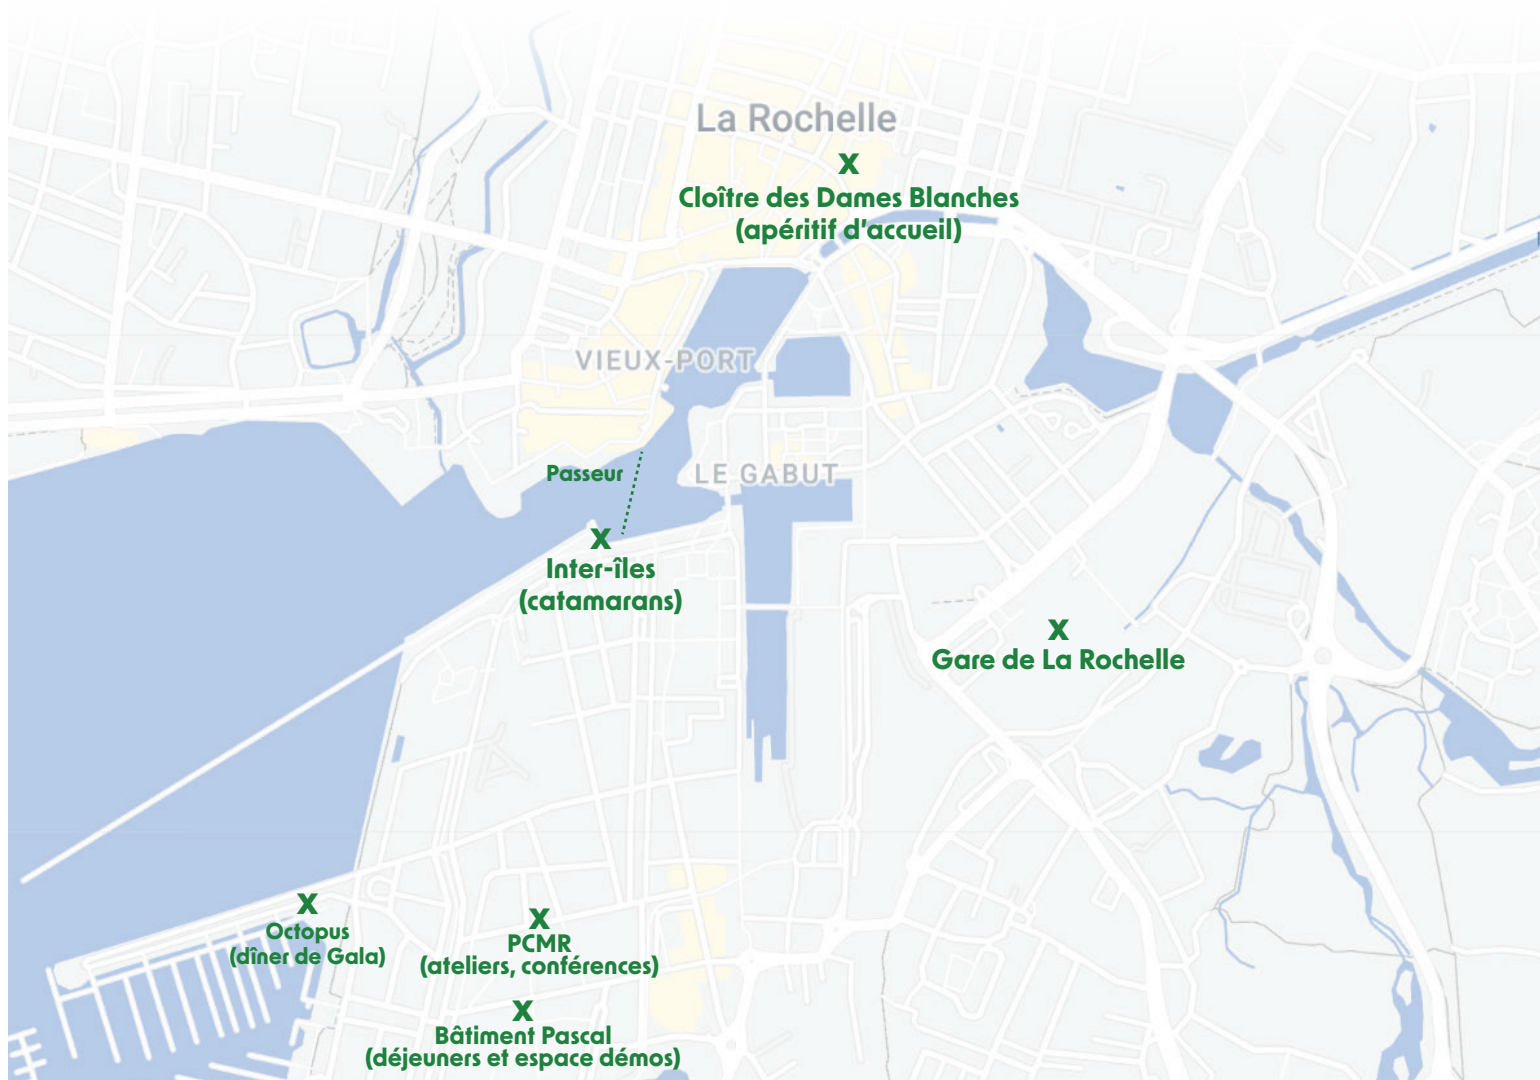 La Rochelle
X
Cloître des Dames Blanches
(apéritif d'accueil)
VIEUX-PORT
Passeur
LE GABUT
X
Inter-îles
(catamarans)
X
Gare de La Rochelle
X
Octopus
(dîner de Gala)
X
PCMR
(ateliers, conférences)
X
Bâtiment Pascal
(déjeuners et espace démos)